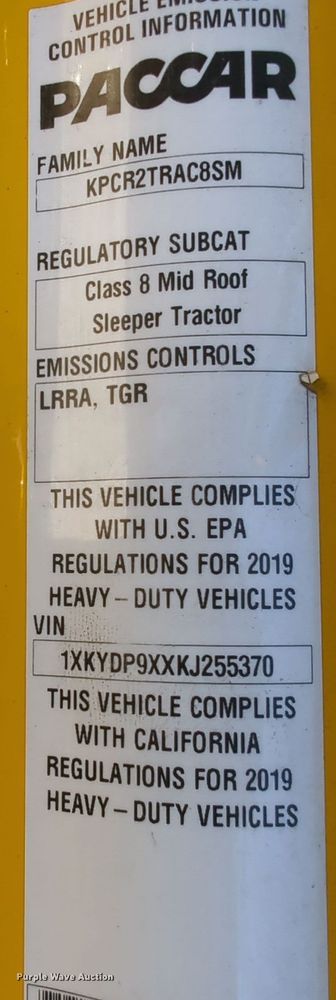 VEHICLE EMISSION
CONTROL INFORMATION
PACCAR
FAMILY NAME
KPCR2TRAC8SM
REGULATORY SUBCAT
Class 8 Mid Roof
Sleeper Tractor
EMISSIONS CONTROLS
LRRA, TGR
THIS VEHICLE COMPLIES
WITH U.S. EPA
REGULATIONS FOR 2019
HEAVY – DUTY VEHICLES
VIN
1XKYDP9XXKJ255370
THIS VEHICLE COMPLIES
WITH CALIFORNIA
REGULATIONS FOR 2019
HEAVY – DUTY VEHICLES
Purple Wave Auction